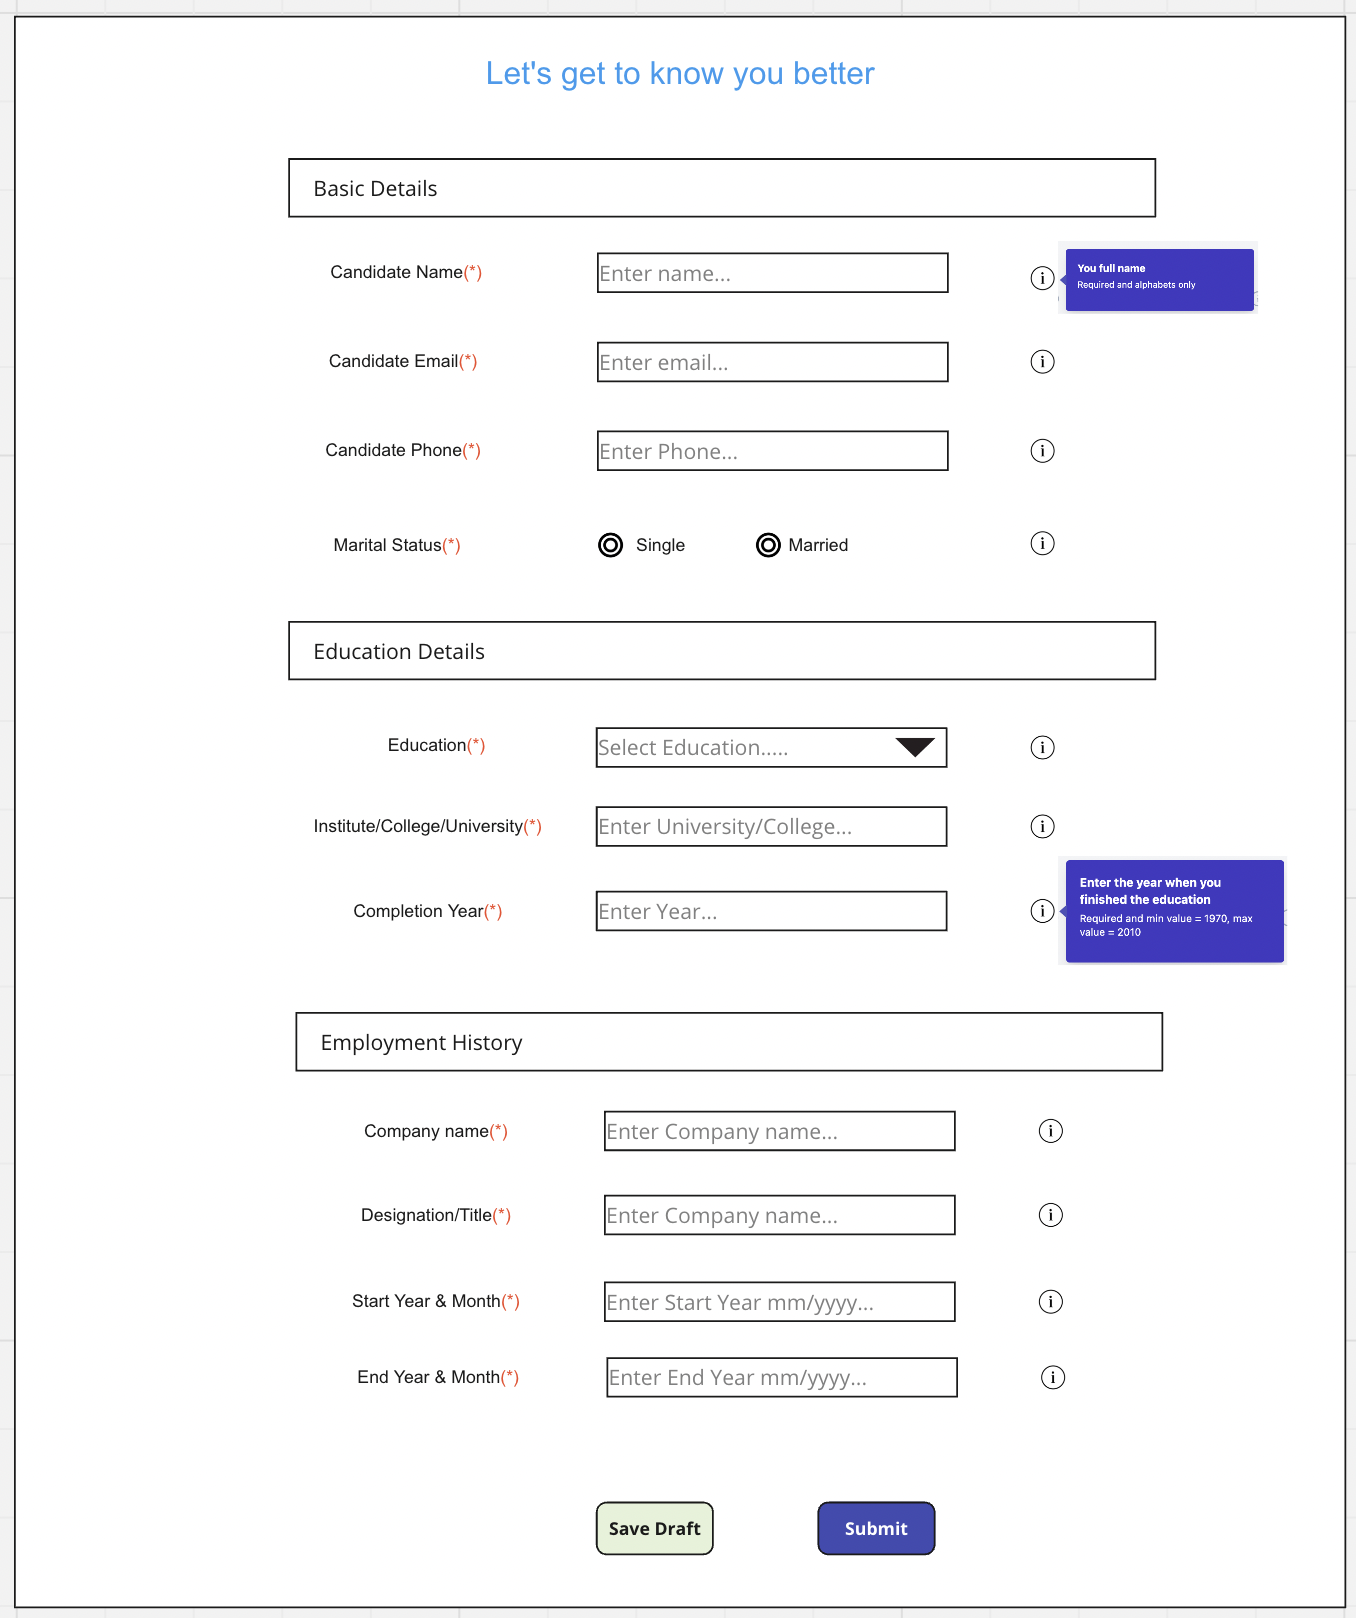 Let's get to know you better
Basic Details
Candidate Name(*)
Enter name...
i
You full name
Required and alphabets only
Candidate Email(*)
Enter email...
i
Candidate Phone(*)
Enter Phone...
i
Marital Status(*)
Single
Married
i
Education Details
Education(*)
Select Education.....
i
Institute/College/University(*)
Enter University/College...
i
Completion Year(*)
Enter Year...
i
Enter the year when you
finished the education
Required and min value = 1970, max
value = 2010
Employment History
Company name(*)
Enter Company name...
i
Designation/Title(*)
Enter Company name...
i
Start Year & Month(*)
Enter Start Year mm/yyyy...
i
End Year & Month(*)
Enter End Year mm/yyyy...
i
Save Draft
Submit